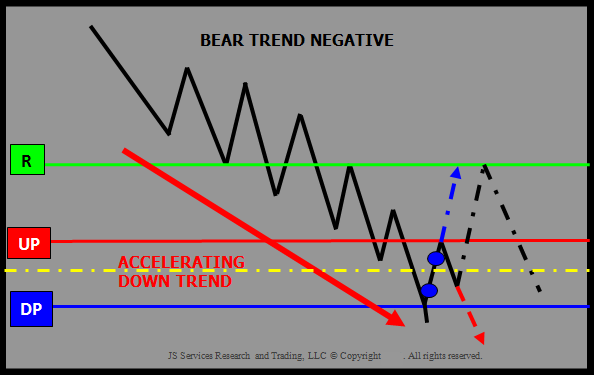 BEAR TREND NEGATIVE
R
UP
ACCELERATING
DOWN TREND
DP
JS Services Research and Trading, LLC © Copyright . All rights reserved.